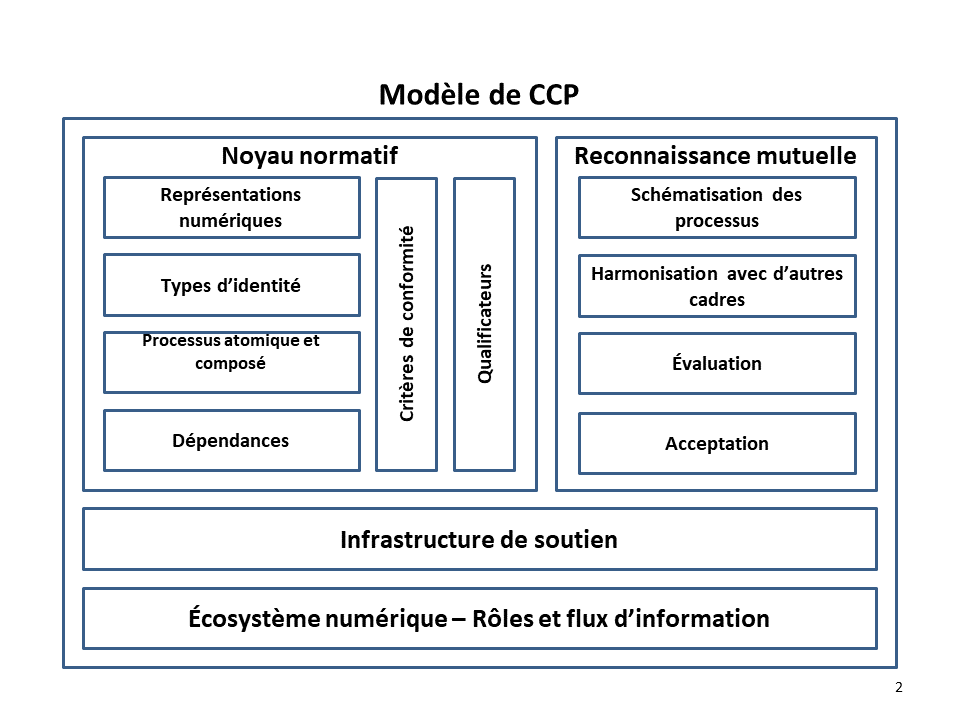 Modèle de CCP
Noyau normatif
Représentations
numériques
Types d’identité
Processus atomique et
composé
Dépendances
Critères de conformité
Qualificateurs
Reconnaissance mutuelle
Schématisation des
processus
Harmonisation avec d’autres
cadres
Évaluation
Acceptation
Infrastructure de soutien
Écosystème numérique – Rôles et flux d’information
2